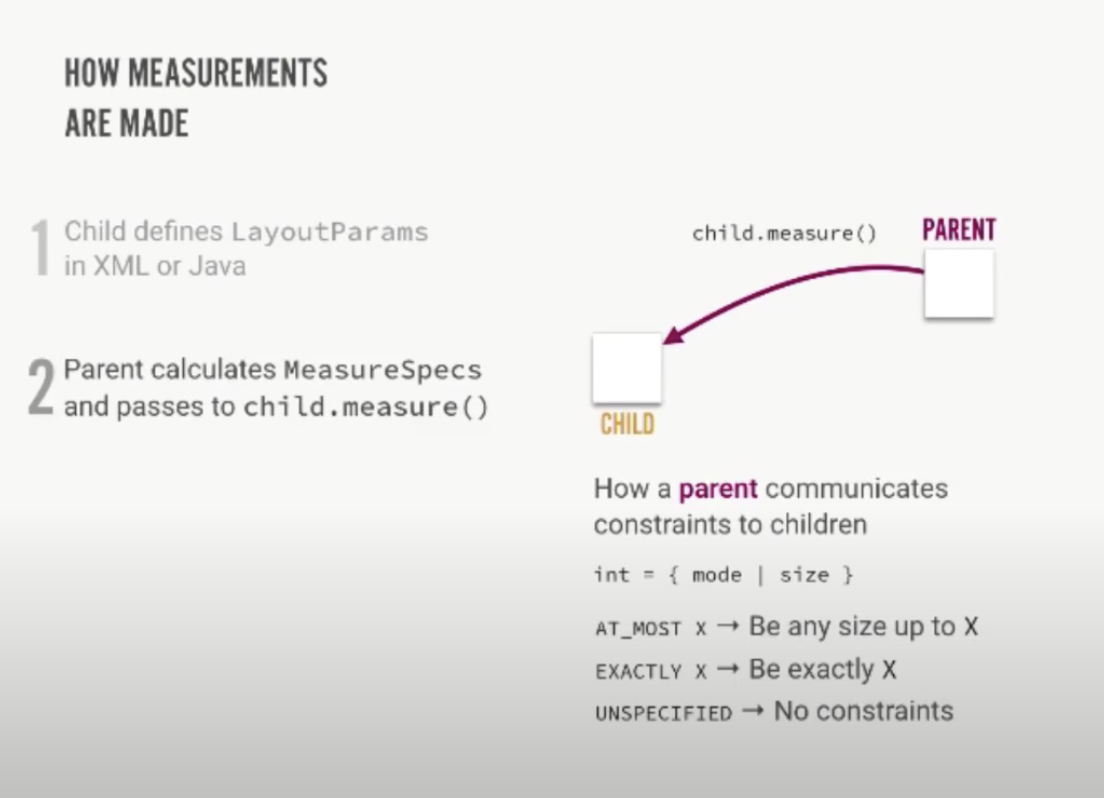 HOW MEASUREMENTS
ARE MADE
1 Child defines LayoutParams
in XML or Java
2 Parent calculates MeasureSpecs
and passes to child.measure()
child.measure()
PARENT
CHILD
How a parent communicates
constraints to children
int = { mode | size }
AT_MOST X → Be any size up to X
EXACTLY X → Be exactly X
UNSPECIFIED → No constraints